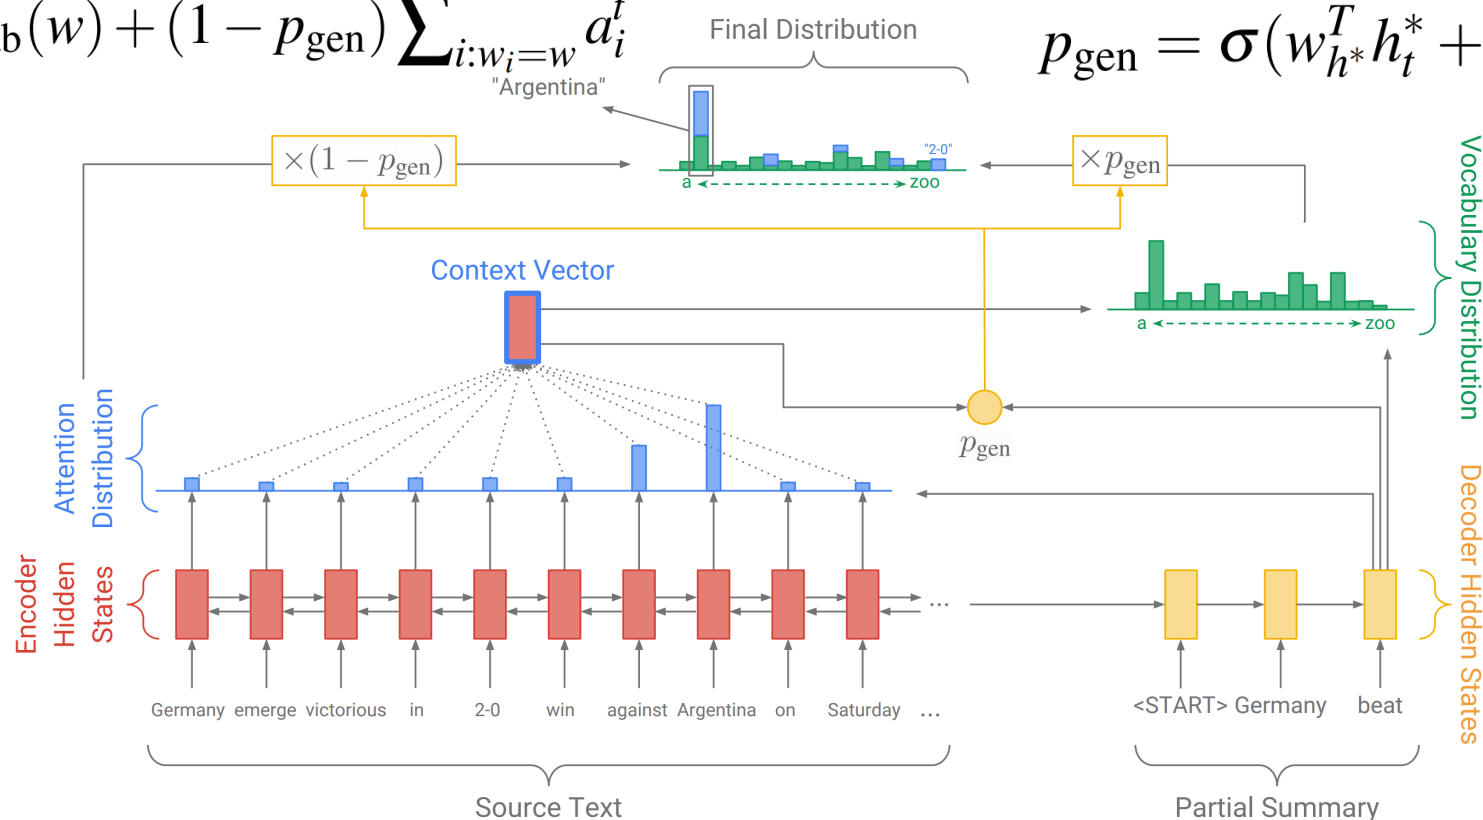 b(w) + (1 − p_gen) ∑_{i:w_i=w} a_i^t
p_gen = σ(w_{h*}^T h_t^* +
Final Distribution
"Argentina"
×(1 − p_gen)
"2-0"
×p_gen
a
zoo
Context Vector
a
zoo
Vocabulary Distribution
Attention
Distribution
p_gen
Encoder
Hidden
States
Decoder Hidden States
...
Germany emerge victorious in 2-0 win against Argentina on Saturday ...
<START> Germany beat
Source Text
Partial Summary